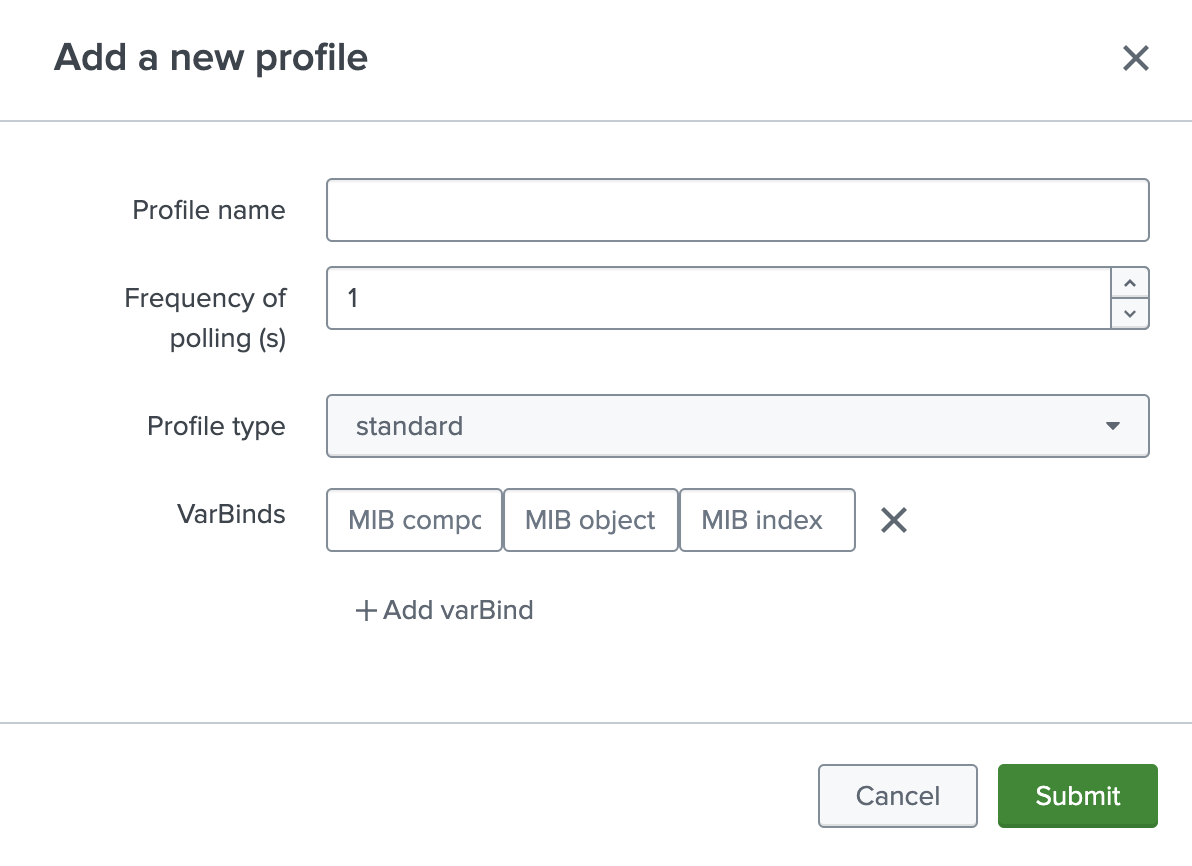 Add a new profile
Profile name
Frequency of
polling (s)
1
Profile type
standard
VarBinds
MIB compc
MIB object
MIB index
Add varBind
Cancel
Submit